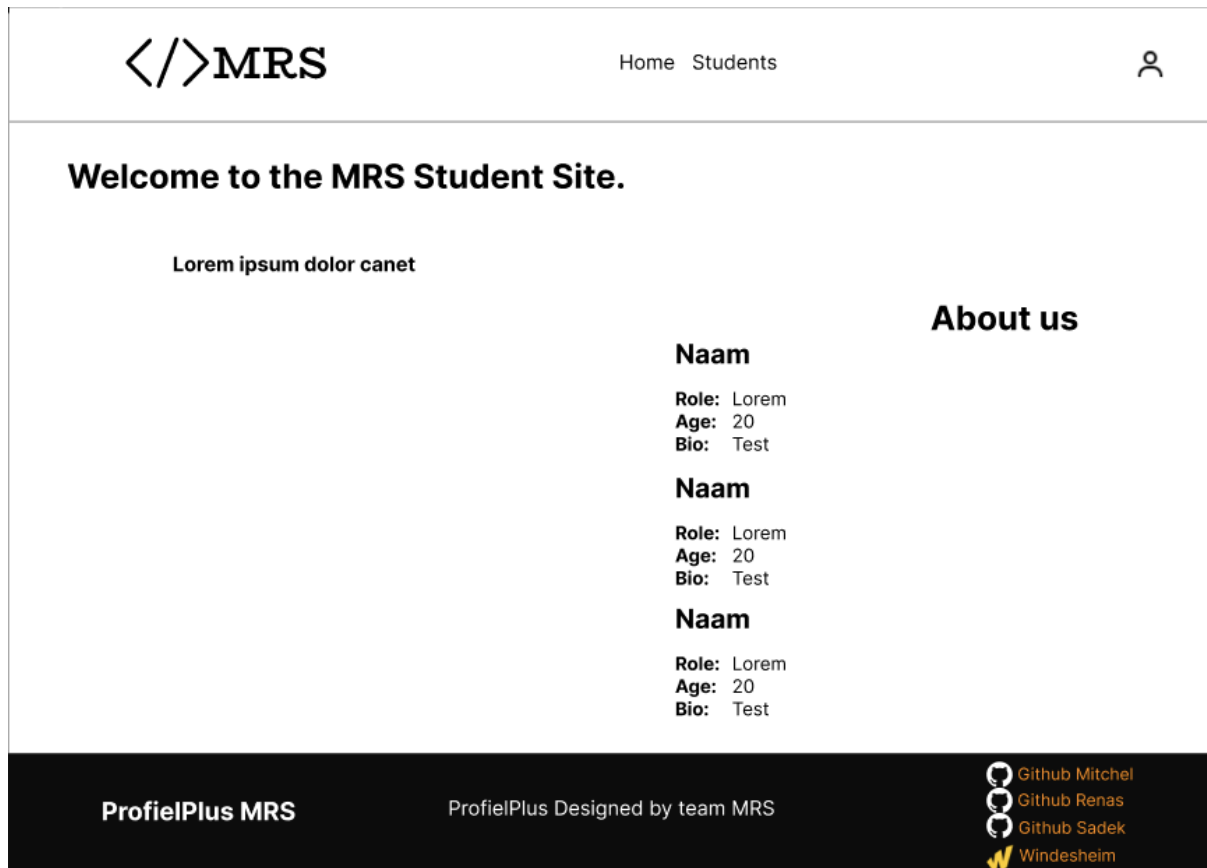 </>MRS
Home Students
Welcome to the MRS Student Site.
Lorem ipsum dolor canet
About us
Naam
Role: Lorem
Age: 20
Bio: Test
Naam
Role: Lorem
Age: 20
Bio: Test
Naam
Role: Lorem
Age: 20
Bio: Test
ProfielPlus MRS
ProfielPlus Designed by team MRS
Github Mitchel
Github Renas
Github Sadek
Windesheim